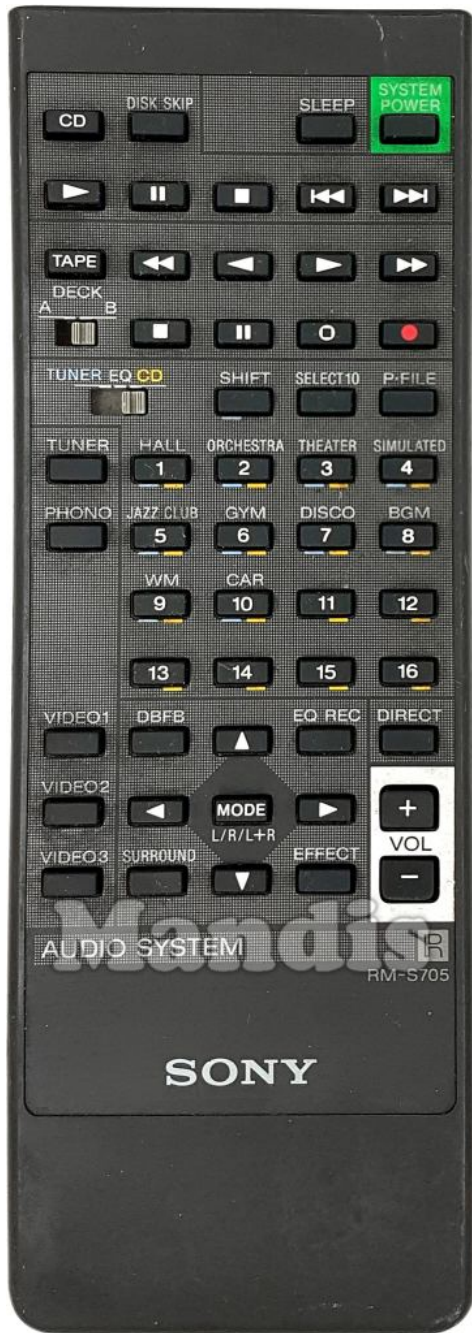 DISK SKIP SLEEP SYSTEM POWER
CD
TAPE
DECK
A B
TUNER EQ CD SHIFT SELECT10 P·FILE
TUNER HALL ORCHESTRA THEATER SIMULATED
1 2 3 4
PHONO JAZZ CLUB GYM DISCO BGM
5 6 7 8
WM CAR
9 10 11 12
13 14 15 16
VIDEO1 DBFB EQ REC DIRECT
VIDEO2
MODE
+
L/R/L+R
VOL
VIDEO3 SURROUND EFFECT
−
Mandis
AUDIO SYSTEM R
RM-S705
SONY